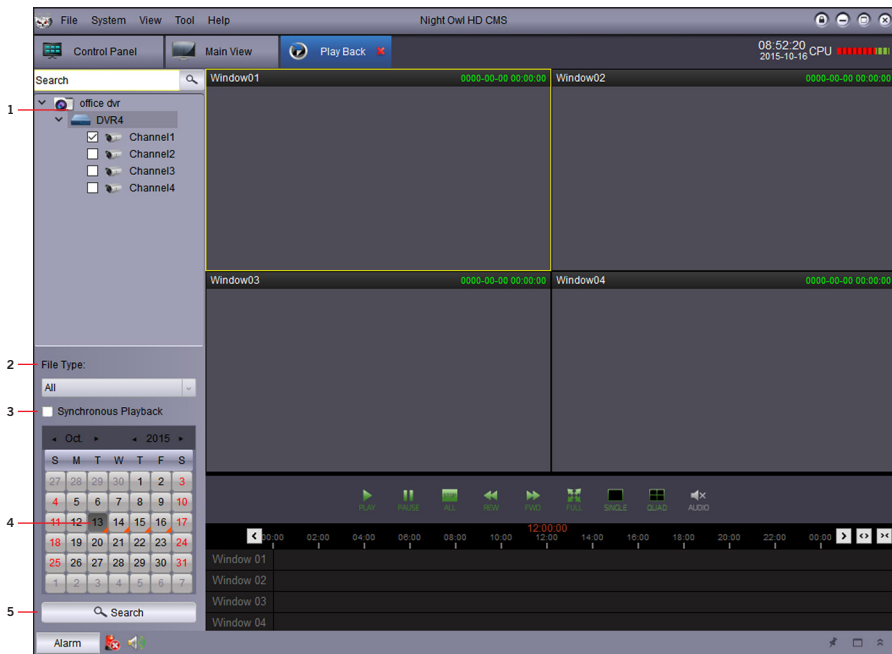 File System View Tool Help Night Owl HD CMS
Control Panel Main View Play Back 08:52:20 CPU
2015-10-16
Search Window01 0000-00-00 00:00:00 Window02 0000-00-00 00:00:00
1 office dvr
DVR4
Channel1
Channel2
Channel3
Channel4
Window03 0000-00-00 00:00:00 Window04 0000-00-00 00:00:00
2 File Type:
All
3 Synchronous Playback
Oct. 2015
S M T W T F S
27 28 29 30 1 2 3
4 5 6 7 8 9 10
4 11 12 13 14 15 16 17
18 19 20 21 22 23 24
25 26 27 28 29 30 31
1 2 3 4 5 6 7
5 Search
PLAY PAUSE ALL REW FWD FULL SINGLE QUAD AUDIO
12:00:00
00:00 02:00 04:00 06:00 08:00 10:00 12:00 14:00 16:00 18:00 20:00 22:00 00:00
Window 01
Window 02
Window 03
Window 04
Alarm